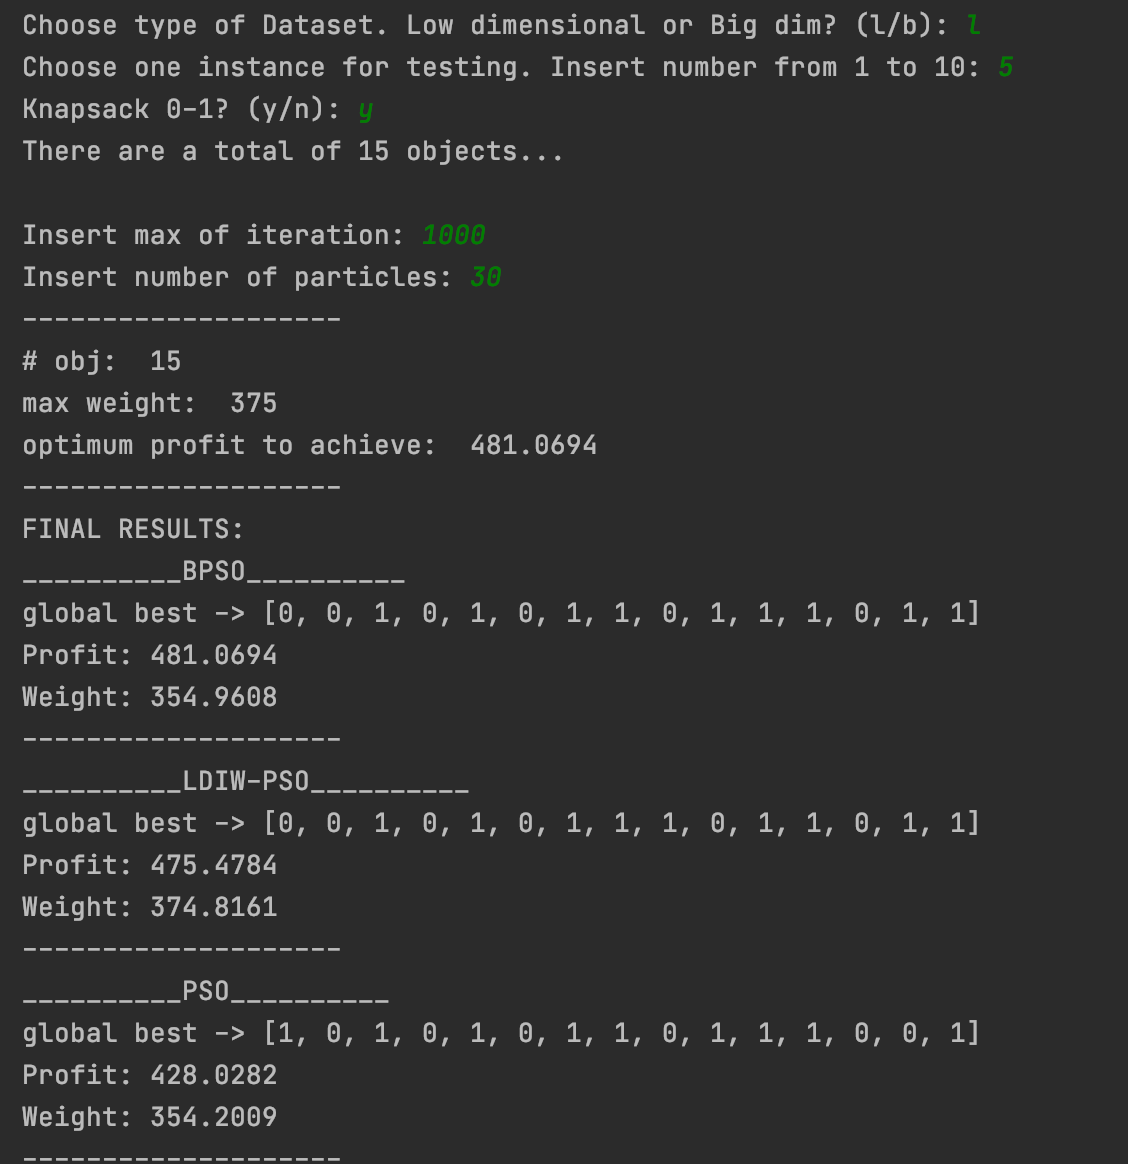 Choose type of Dataset. Low dimensional or Big dim? (l/b): l
Choose one instance for testing. Insert number from 1 to 10: 5
Knapsack 0-1? (y/n): y
There are a total of 15 objects...
Insert max of iteration: 1000
Insert number of particles: 30
--------------------
# obj:  15
max weight:  375
optimum profit to achieve:  481.0694
--------------------
FINAL RESULTS:
__________BPSO__________
global best -> [0, 0, 1, 0, 1, 0, 1, 1, 0, 1, 1, 1, 0, 1, 1]
Profit: 481.0694
Weight: 354.9608
--------------------
__________LDIW-PSO__________
global best -> [0, 0, 1, 0, 1, 0, 1, 1, 1, 0, 1, 1, 0, 1, 1]
Profit: 475.4784
Weight: 374.8161
--------------------
__________PSO__________
global best -> [1, 0, 1, 0, 1, 0, 1, 1, 0, 1, 1, 1, 0, 0, 1]
Profit: 428.0282
Weight: 354.2009
--------------------